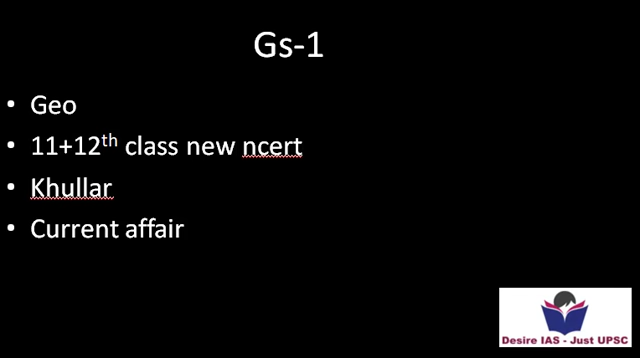 Gs-1
• Geo
• 11+12th class new ncert
• Khullar
• Current affair
Desire IAS - Just UPSC